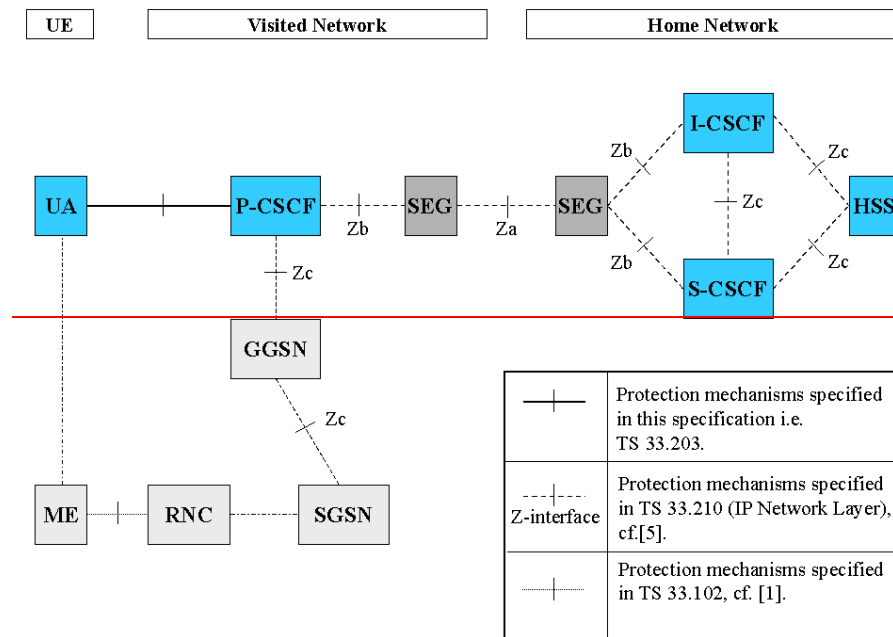 UE
Visited Network
Home Network
I-CSCF
Zb
Zc
UA
P-CSCF
SEG
SEG
HSS
Zb
Za
Zc
Zb
Zc
Zc
S-CSCF
GGSN
Zc
ME
RNC
SGSN
Protection mechanisms specified
in this specification i.e.
TS 33.203.
Z-interface
Protection mechanisms specified
in TS 33.210 (IP Network Layer),
cf.[5].
Protection mechanisms specified
in TS 33.102, cf. [1].